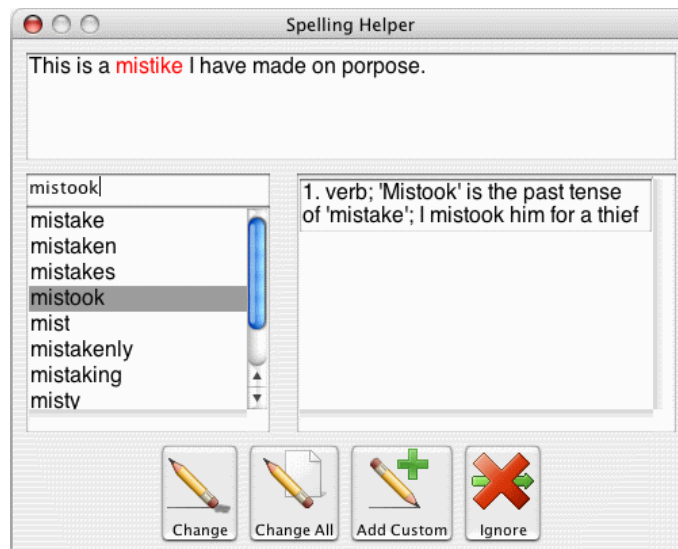 Spelling Helper
This is a mistike I have made on porpose.
mistook
mistake
mistaken
mistakes
mistook
mist
mistakenly
mistaking
misty
1. verb; 'Mistook' is the past tense
of 'mistake'; I mistook him for a thief
Change
Change All
Add Custom
Ignore